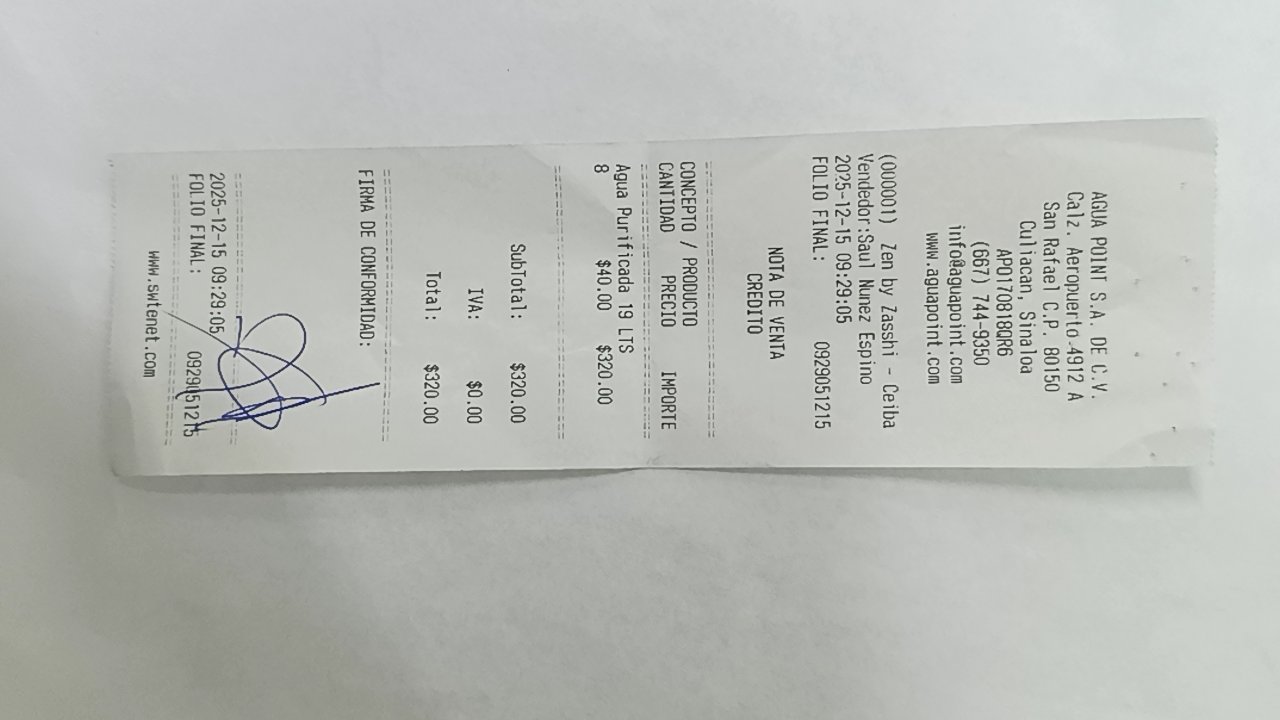 AGUA POINT S.A. DE C.V.
Calz. Aeropuerto 4912 A
San Rafael C.P. 80150
Culiacan, Sinaloa
APO170818QR6
(667) 744-9350
info@aguapoint.com
www.aguapoint.com
NOTA DE VENTA
CREDITO
(000001) Zen by Zasshi - Ceiba
Vendedor:Saul Nunez Espino
2025-12-15 09:29:05
FOLIO FINAL: 0929051215
CONCEPTO / PRODUCTO
CANTIDAD PRECIO IMPORTE
Agua Purificada 19 LTS
8 $40.00 $320.00
SubTotal: $320.00
IVA: $0.00
Total: $320.00
FIRMA DE CONFORMIDAD:
2025-12-15 09:29:05
FOLIO FINAL: 0929051215
www.swtenet.com